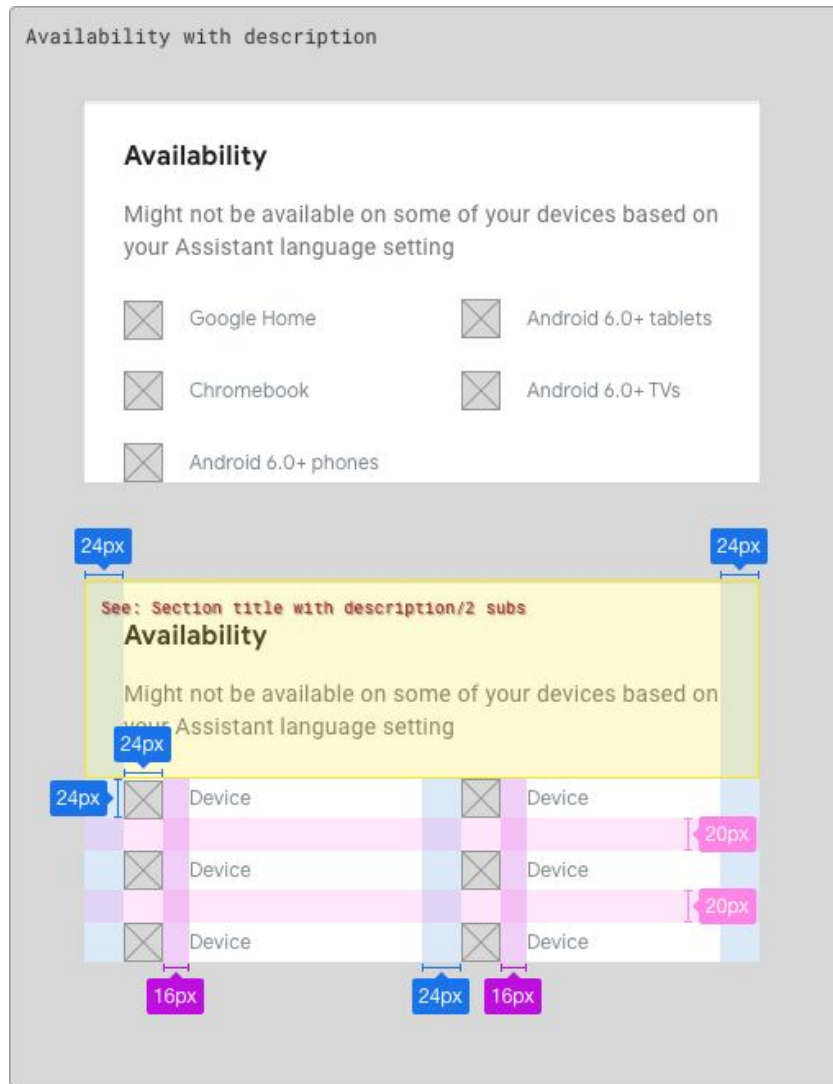 Availability with description
Availability
Might not be available on some of your devices based on
your Assistant language setting
Google Home
Android 6.0+ tablets
Chromebook
Android 6.0+ TVs
Android 6.0+ phones
24px
24px
See: Section title with description/2 subs
Availability
Might not be available on some of your devices based on
your Assistant language setting
24px
24px
Device
Device
20px
Device
Device
20px
Device
Device
16px
24px
16px